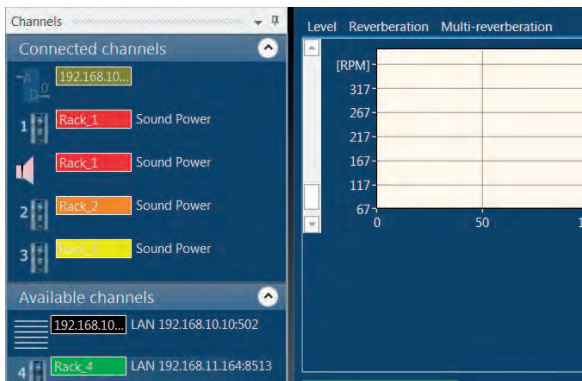 Channels
Connected channels
192.168.10...
1 Rack_1 Sound Power
Rack_1 Sound Power
2 Rack_2 Sound Power
3 Rack_3 Sound Power
Available channels
192.168.10... LAN 192.168.10.10:502
4 Rack_4 LAN 192.168.11.164:8513
Level Reverberation Multi-reverberation
[RPM]
317
267
217
167
117
67
0 50